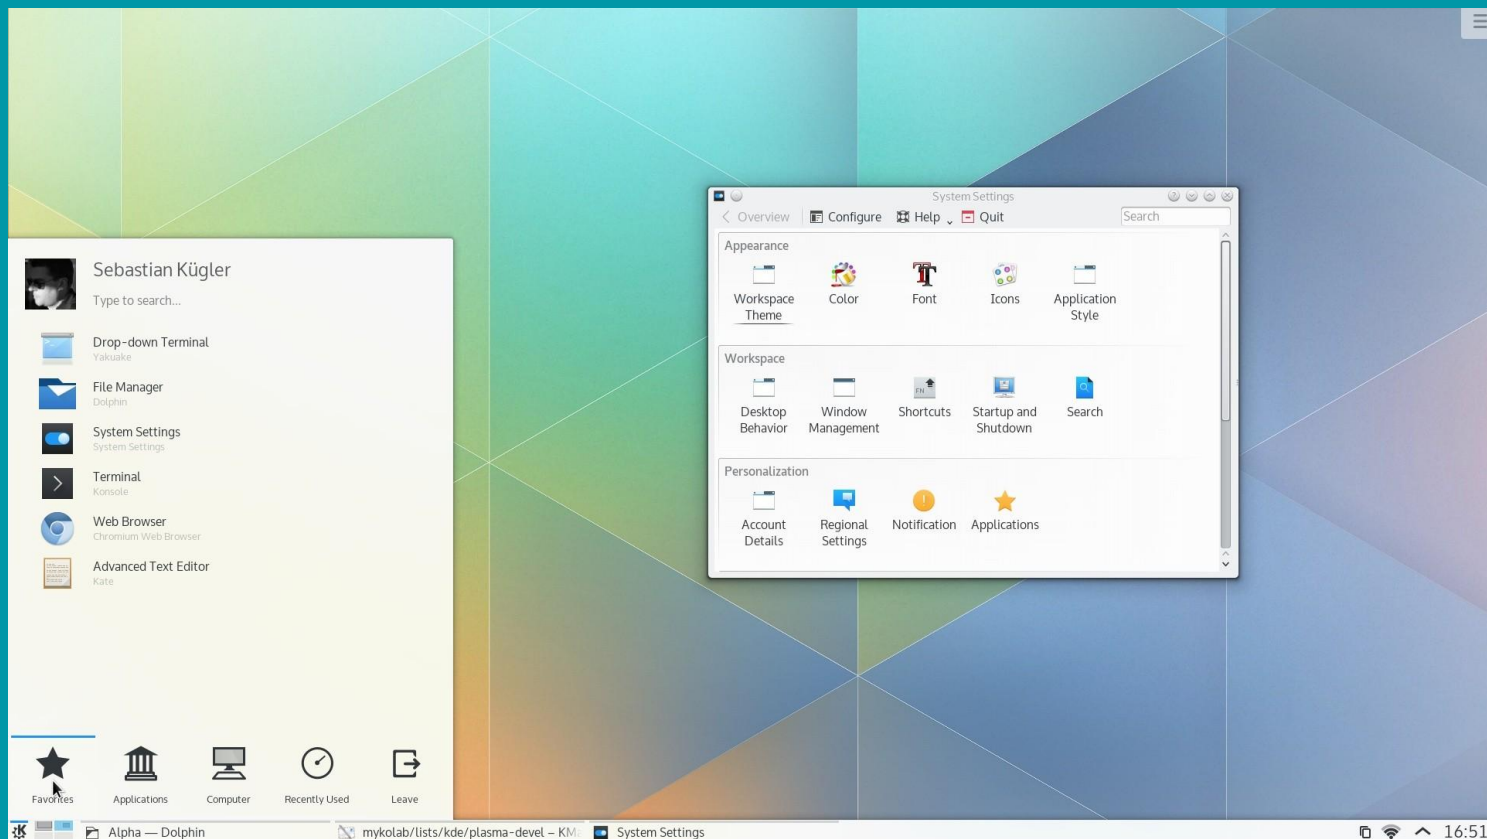 System Settings
Overview
Configure
Help
Quit
Search
Appearance
Workspace
Theme
Color
Font
Icons
Application
Style
Workspace
Desktop
Behavior
Window
Management
Shortcuts
Startup and
Shutdown
Search
Personalization
Account
Details
Regional
Settings
Notification
Applications
Sebastian Kügler
Type to search...
Drop-down Terminal
Yakuake
File Manager
Dolphin
System Settings
System Settings
Terminal
Konsole
Web Browser
Chromium Web Browser
Advanced Text Editor
Kate
Favorites
Applications
Computer
Recently Used
Leave
Alpha — Dolphin
mykolab/lists/kde/plasma-devel – KM
System Settings
16:51